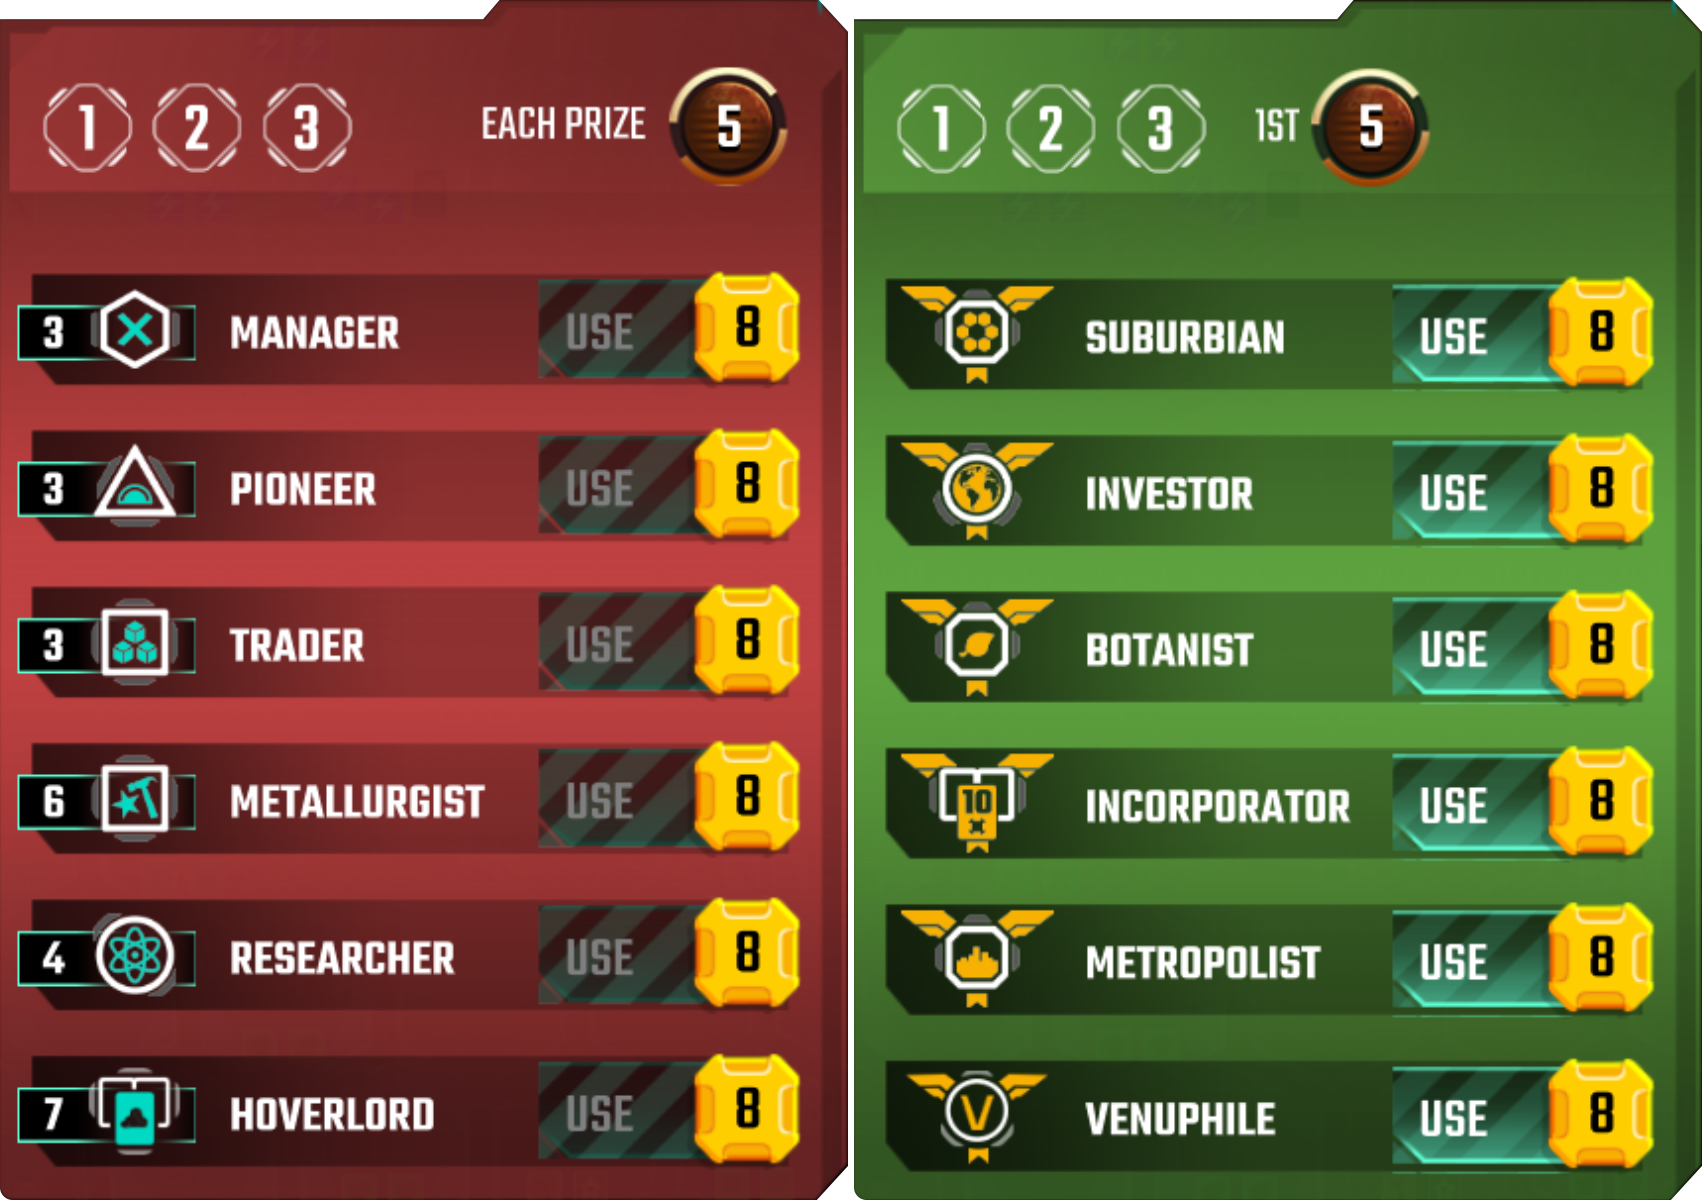 1 2 3 EACH PRIZE 5
3 MANAGER USE 8
3 PIONEER USE 8
3 TRADER USE 8
6 METALLURGIST USE 8
4 RESEARCHER USE 8
7 HOVERLORD USE 8
1 2 3 1ST 5
SUBURBIAN USE 8
INVESTOR USE 8
BOTANIST USE 8
10 INCORPORATOR USE 8
METROPOLIST USE 8
V VENUPHILE USE 8